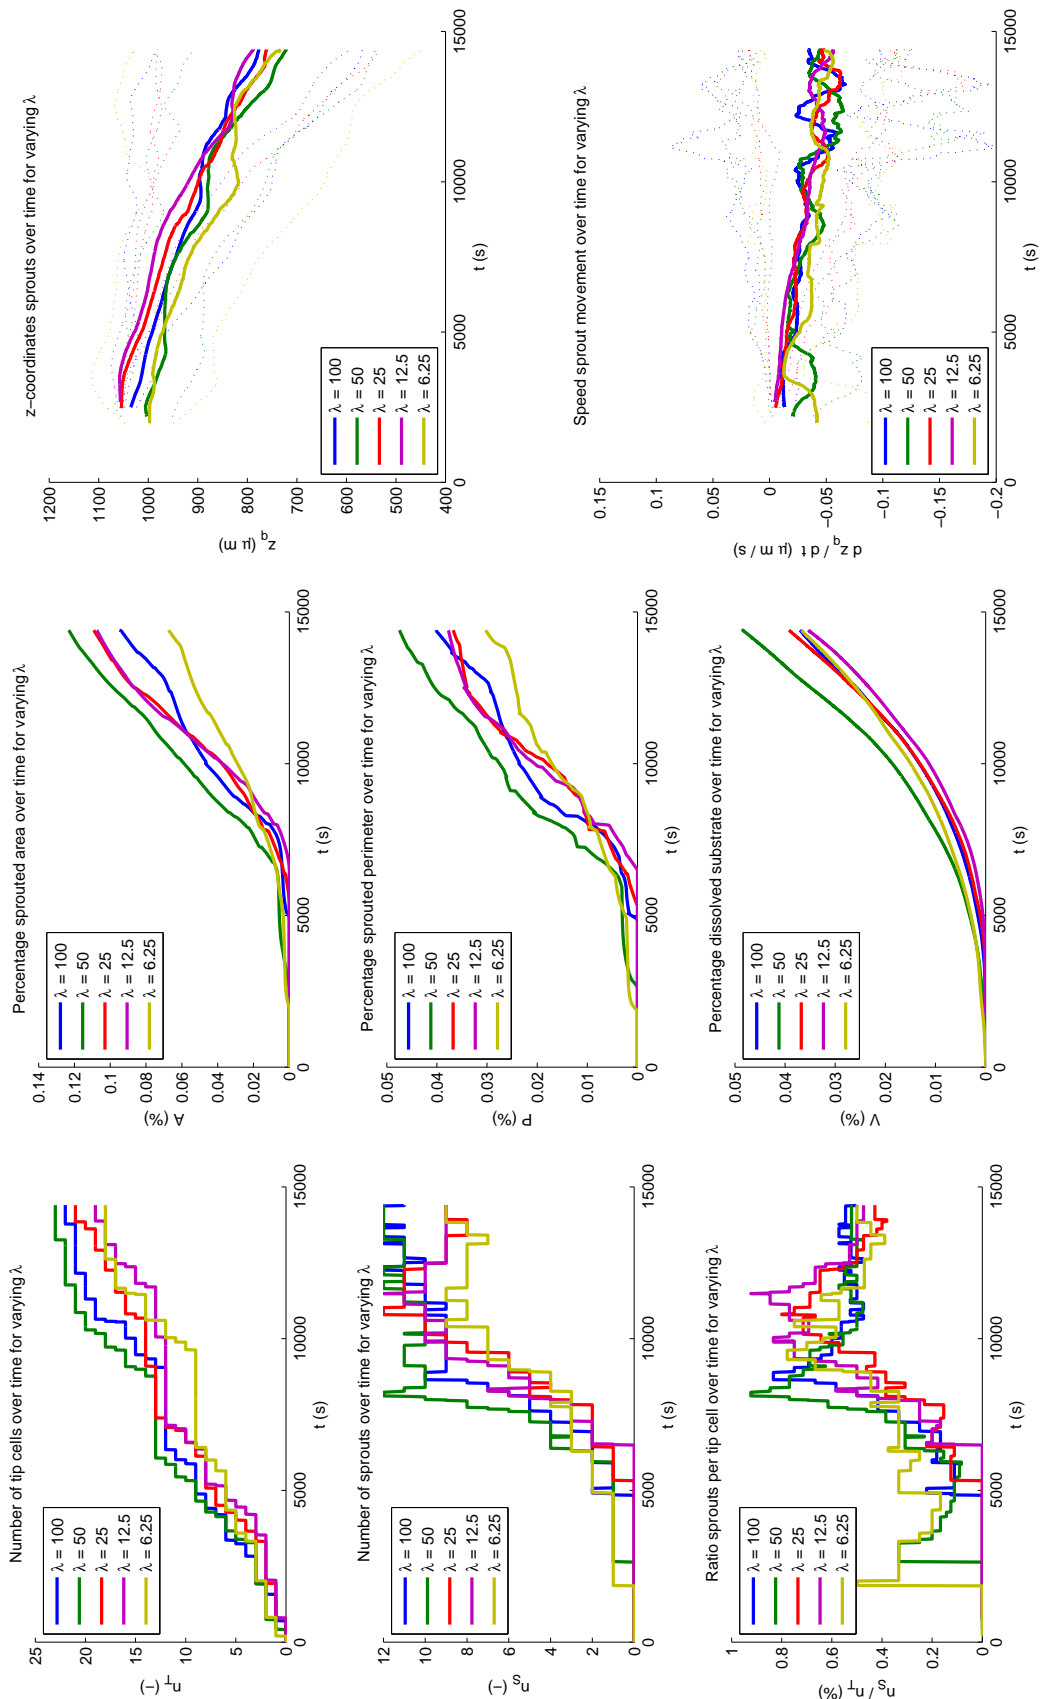 Number of tip cells over time for varying λ
25
20
15
10
5
0
n_T (−)
0
5000
10000
15000
t (s)
λ = 100
λ = 50
λ = 25
λ = 12.5
λ = 6.25
Percentage sprouted area over time for varying λ
0.14
0.12
0.1
0.08
0.06
0.04
0.02
0
A (%)
0
5000
10000
15000
t (s)
λ = 100
λ = 50
λ = 25
λ = 12.5
λ = 6.25
z−coordinates sprouts over time for varying λ
1200
1100
1000
900
800
700
600
500
400
z_q (μ m)
0
5000
10000
15000
t (s)
λ = 100
λ = 50
λ = 25
λ = 12.5
λ = 6.25
Number of sprouts over time for varying λ
12
10
8
6
4
2
0
n_S (−)
0
5000
10000
15000
t (s)
λ = 100
λ = 50
λ = 25
λ = 12.5
λ = 6.25
Percentage sprouted perimeter over time for varying λ
0.05
0.04
0.03
0.02
0.01
0
P (%)
0
5000
10000
15000
t (s)
λ = 100
λ = 50
λ = 25
λ = 12.5
λ = 6.25
Speed sprout movement over time for varying λ
0.15
0.1
0.05
0
−0.05
−0.1
−0.15
−0.2
d z_q / d t (μ m / s)
0
5000
10000
15000
t (s)
λ = 100
λ = 50
λ = 25
λ = 12.5
λ = 6.25
Ratio sprouts per tip cell over time for varying λ
1
0.8
0.6
0.4
0.2
0
n_S / n_T (%)
0
5000
10000
15000
t (s)
λ = 100
λ = 50
λ = 25
λ = 12.5
λ = 6.25
Percentage dissolved substrate over time for varying λ
0.05
0.04
0.03
0.02
0.01
0
V (%)
0
5000
10000
15000
t (s)
λ = 100
λ = 50
λ = 25
λ = 12.5
λ = 6.25